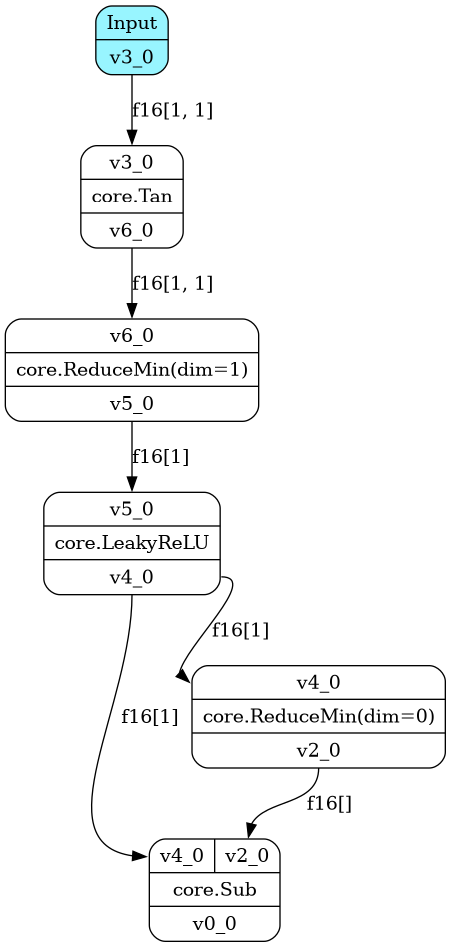 Input
v3_0
f16[1, 1]
v3_0
core.Tan
v6_0
f16[1, 1]
v6_0
core.ReduceMin(dim=1)
v5_0
f16[1]
v5_0
core.LeakyReLU
v4_0
f16[1]
v4_0
core.ReduceMin(dim=0)
f16[1]
v2_0
f16[]
v4_0 v2_0
core.Sub
v0_0